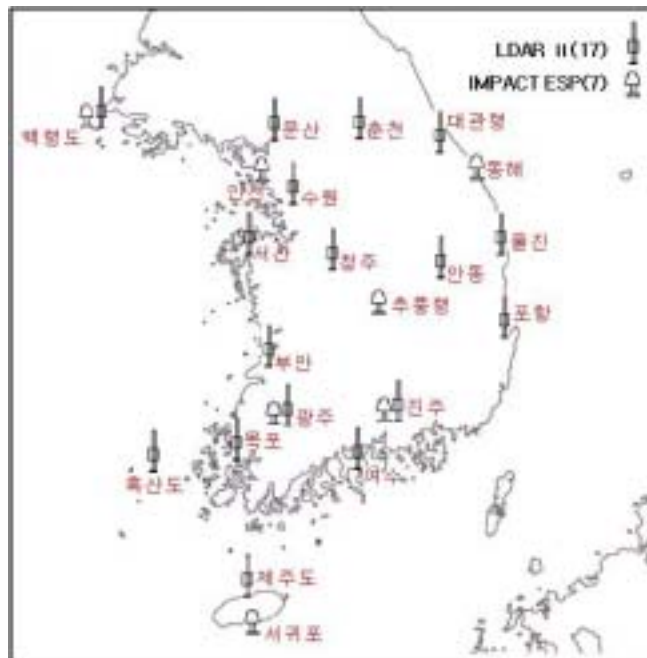 LDAR II(17)
IMPACT ESP(7)
백령도
문산
춘천
대관령
동해
수원
서산
청주
안동
울진
추풍령
포항
부안
광주
진주
목포
흑산도
여수
제주도
서귀포